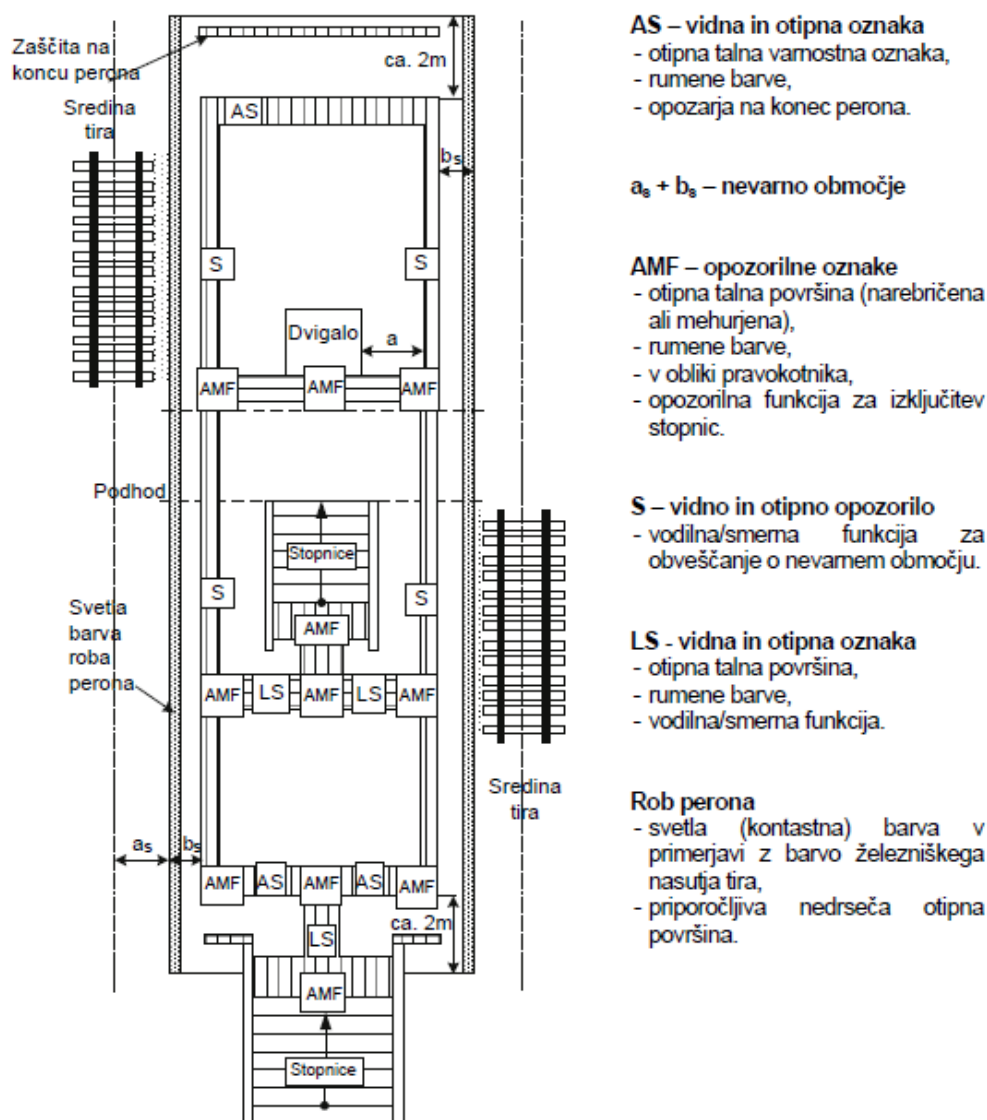 Zaščita na
koncu perona
Sredina
tira
ca. 2m
AS
bs
S
S
Dvigalo
a
AMF
AMF
AMF
Podhod
Stopnice
S
S
Svetla
barva
roba
perona
AMF
AMF
LS
AMF
LS
AMF
Sredina
tira
as
bs
AMF
AS
AMF
AS
AMF
ca. 2m
LS
AMF
Stopnice
AS – vidna in otipna oznaka
- otipna talna varnostna oznaka,
- rumene barve,
- opozarja na konec perona.
as + bs – nevarno območje
AMF – opozorilne oznake
- otipna talna površina (narebričena
ali mehurjena),
- rumene barve,
- v obliki pravokotnika,
- opozorilna funkcija za izključitev
stopnic.
S – vidno in otipno opozorilo
- vodilna/smerna funkcija za
obveščanje o nevarnem območju.
LS - vidna in otipna oznaka
- otipna talna površina,
- rumene barve,
- vodilna/smerna funkcija.
Rob perona
- svetla (kontastna) barva v
primerjavi z barvo železniškega
nasutja tira,
- priporočljiva nedrseča otipna
površina.